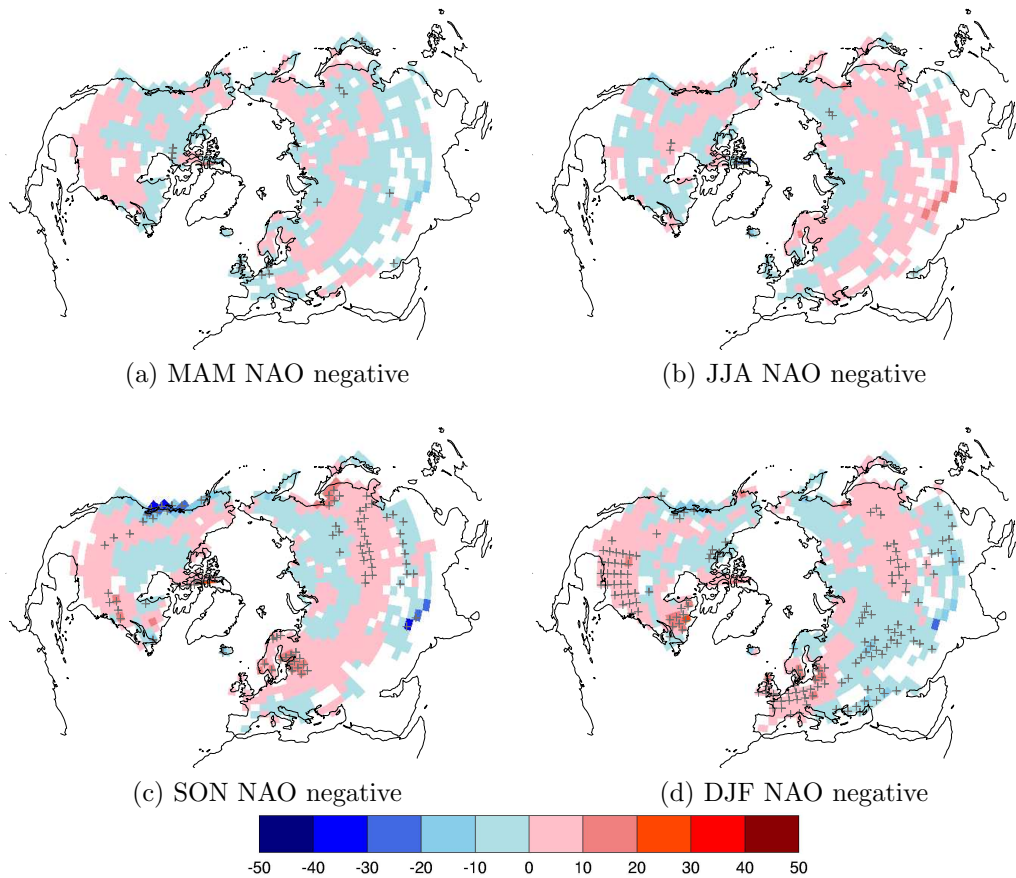 (a) MAM NAO negative
(b) JJA NAO negative
(c) SON NAO negative
(d) DJF NAO negative
-50 -40 -30 -20 -10 0 10 20 30 40 50